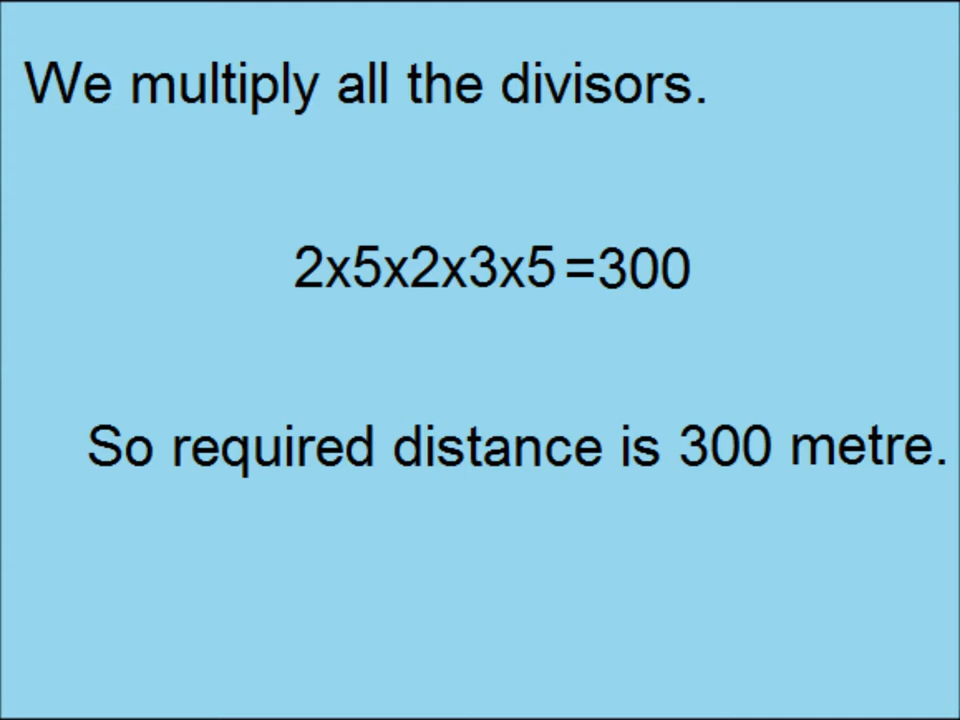 We multiply all the divisors.
2x5x2x3x5 =300
So required distance is 300 metre.